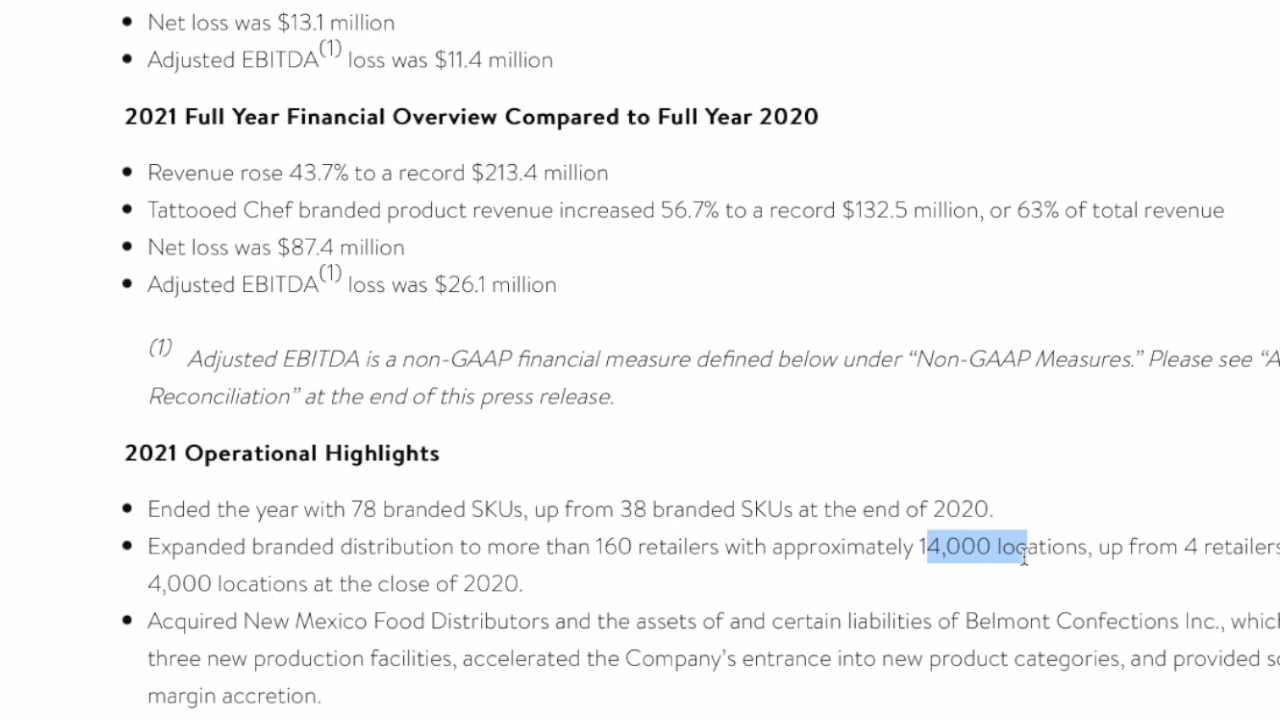 Net loss was $13.1 million
Adjusted EBITDA(1) loss was $11.4 million
2021 Full Year Financial Overview Compared to Full Year 2020
Revenue rose 43.7% to a record $213.4 million
Tattooed Chef branded product revenue increased 56.7% to a record $132.5 million, or 63% of total revenue
Net loss was $87.4 million
Adjusted EBITDA(1) loss was $26.1 million
(1) Adjusted EBITDA is a non-GAAP financial measure defined below under “Non-GAAP Measures.” Please see “A
Reconciliation” at the end of this press release.
2021 Operational Highlights
Ended the year with 78 branded SKUs, up from 38 branded SKUs at the end of 2020.
Expanded branded distribution to more than 160 retailers with approximately 14,000 locations, up from 4 retailers
4,000 locations at the close of 2020.
Acquired New Mexico Food Distributors and the assets of and certain liabilities of Belmont Confections Inc., which
three new production facilities, accelerated the Company’s entrance into new product categories, and provided
margin accretion.